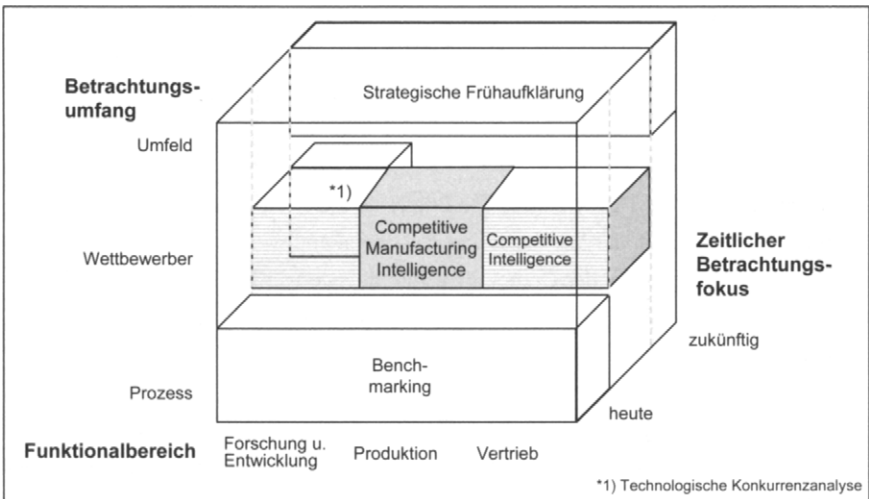 Betrachtungs-
umfang
Strategische Frühaufklärung
Umfeld
*1)
Wettbewerber
Competitive
Manufacturing
Intelligence
Competitive
Intelligence
Zeitlicher
Betrachtungs-
fokus
zukünftig
Prozess
Bench-
marking
heute
Funktionalbereich
Forschung u.
Entwicklung
Produktion
Vertrieb
*1) Technologische Konkurrenzanalyse